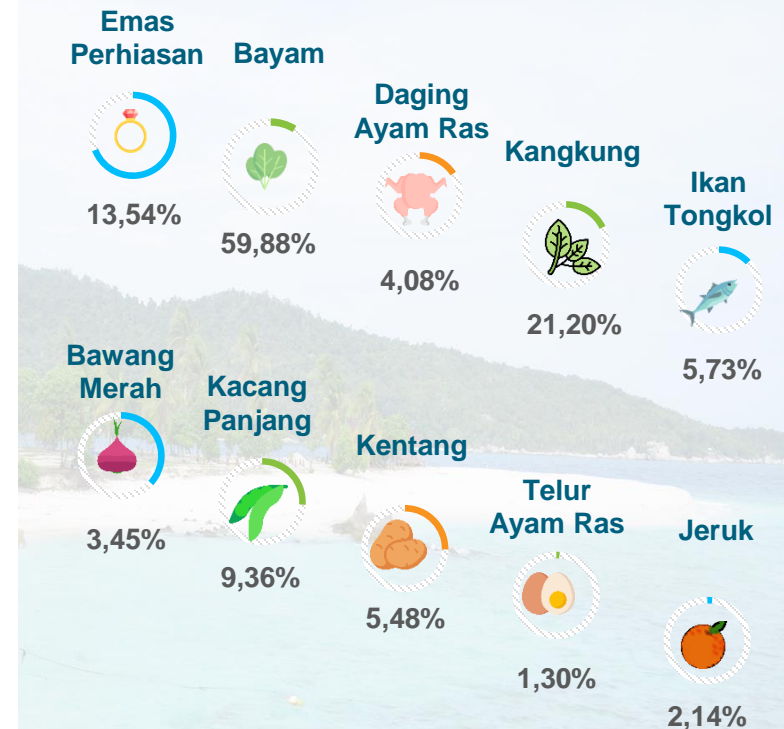 Emas
Perhiasan
13,54%
Bayam
59,88%
Daging
Ayam Ras
4,08%
Kangkung
21,20%
Ikan
Tongkol
5,73%
Bawang
Merah
3,45%
Kacang
Panjang
9,36%
Kentang
5,48%
Telur
Ayam Ras
1,30%
Jeruk
2,14%